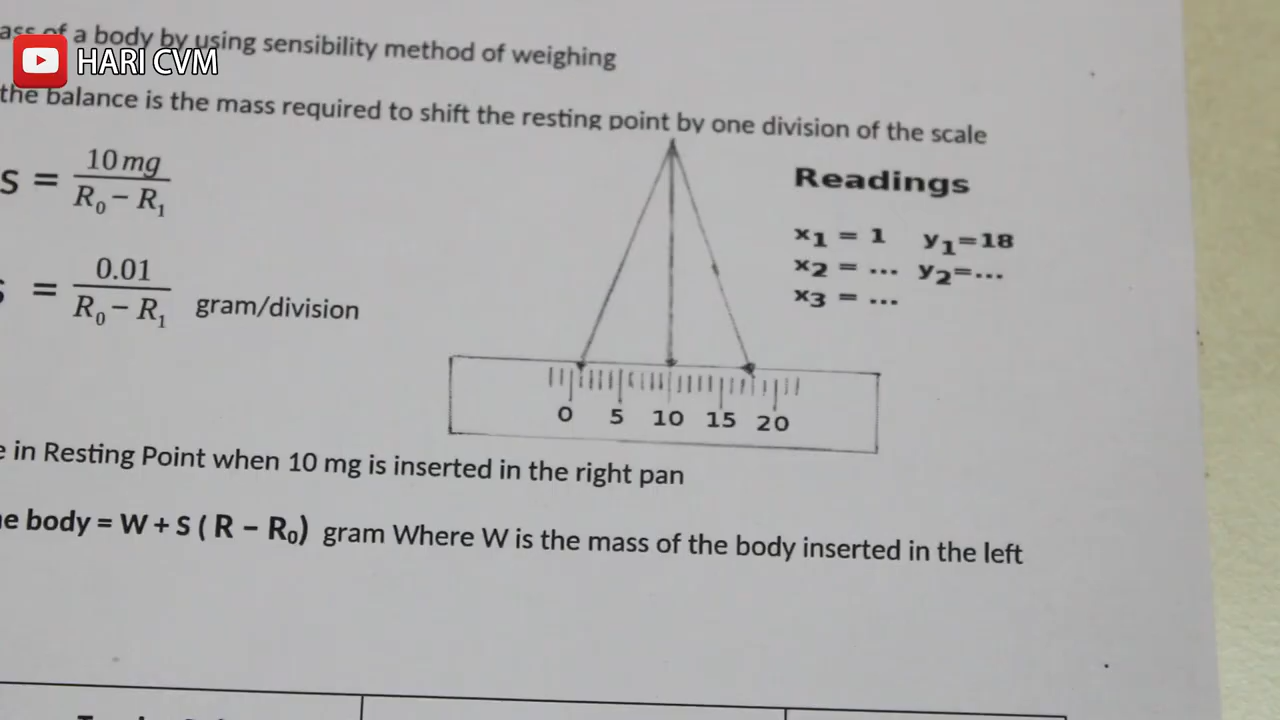 of a body by using sensibility method of weighing
HARI CVM
the balance is the mass required to shift the resting point by one division of the scale
S = 10 mg / R₀ − R₁
Readings
x₁ = 1 y₁=18
x₂ = ... y₂=...
x₃ = ...
= 0.01 / R₀ − R₁ gram/division
0 5 10 15 20
in Resting Point when 10 mg is inserted in the right pan
body = W + S ( R − R₀) gram Where W is the mass of the body inserted in the left